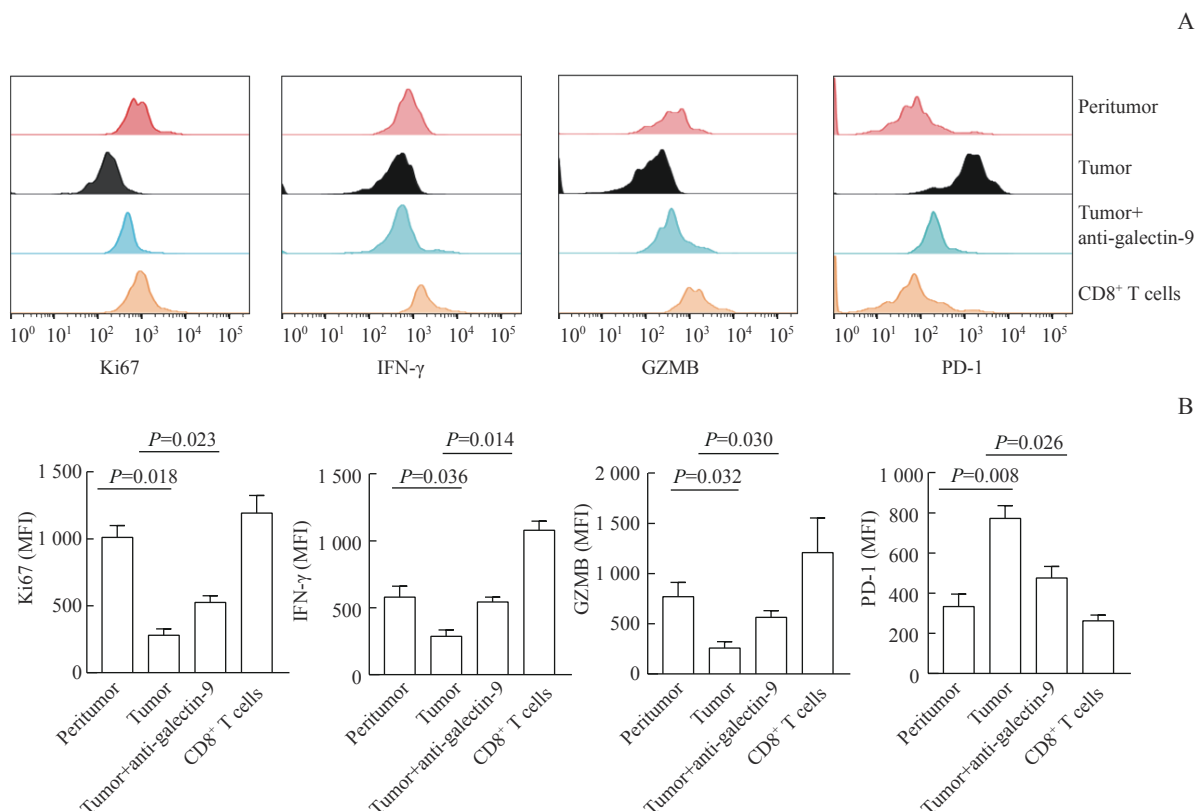 A
Peritumor
Tumor
Tumor+
anti-galectin-9
CD8⁺ T cells
10⁰ 10¹ 10² 10³ 10⁴ 10⁵
Ki67
10⁰ 10¹ 10² 10³ 10⁴ 10⁵
IFN-γ
10⁰ 10¹ 10² 10³ 10⁴ 10⁵
GZMB
10⁰ 10¹ 10² 10³ 10⁴ 10⁵
PD-1
B
P=0.023
P=0.018
1 500
1 000
500
0
Ki67 (MFI)
Peritumor
Tumor
Tumor+anti-galectin-9
CD8⁺ T cells
P=0.014
P=0.036
1 500
1 000
500
0
IFN-γ (MFI)
Peritumor
Tumor
Tumor+anti-galectin-9
CD8⁺ T cells
P=0.030
P=0.032
2 000
1 500
1 000
500
0
GZMB (MFI)
Peritumor
Tumor
Tumor+anti-galectin-9
CD8⁺ T cells
P=0.026
P=0.008
1 000
800
600
400
200
0
PD-1 (MFI)
Peritumor
Tumor
Tumor+anti-galectin-9
CD8⁺ T cells